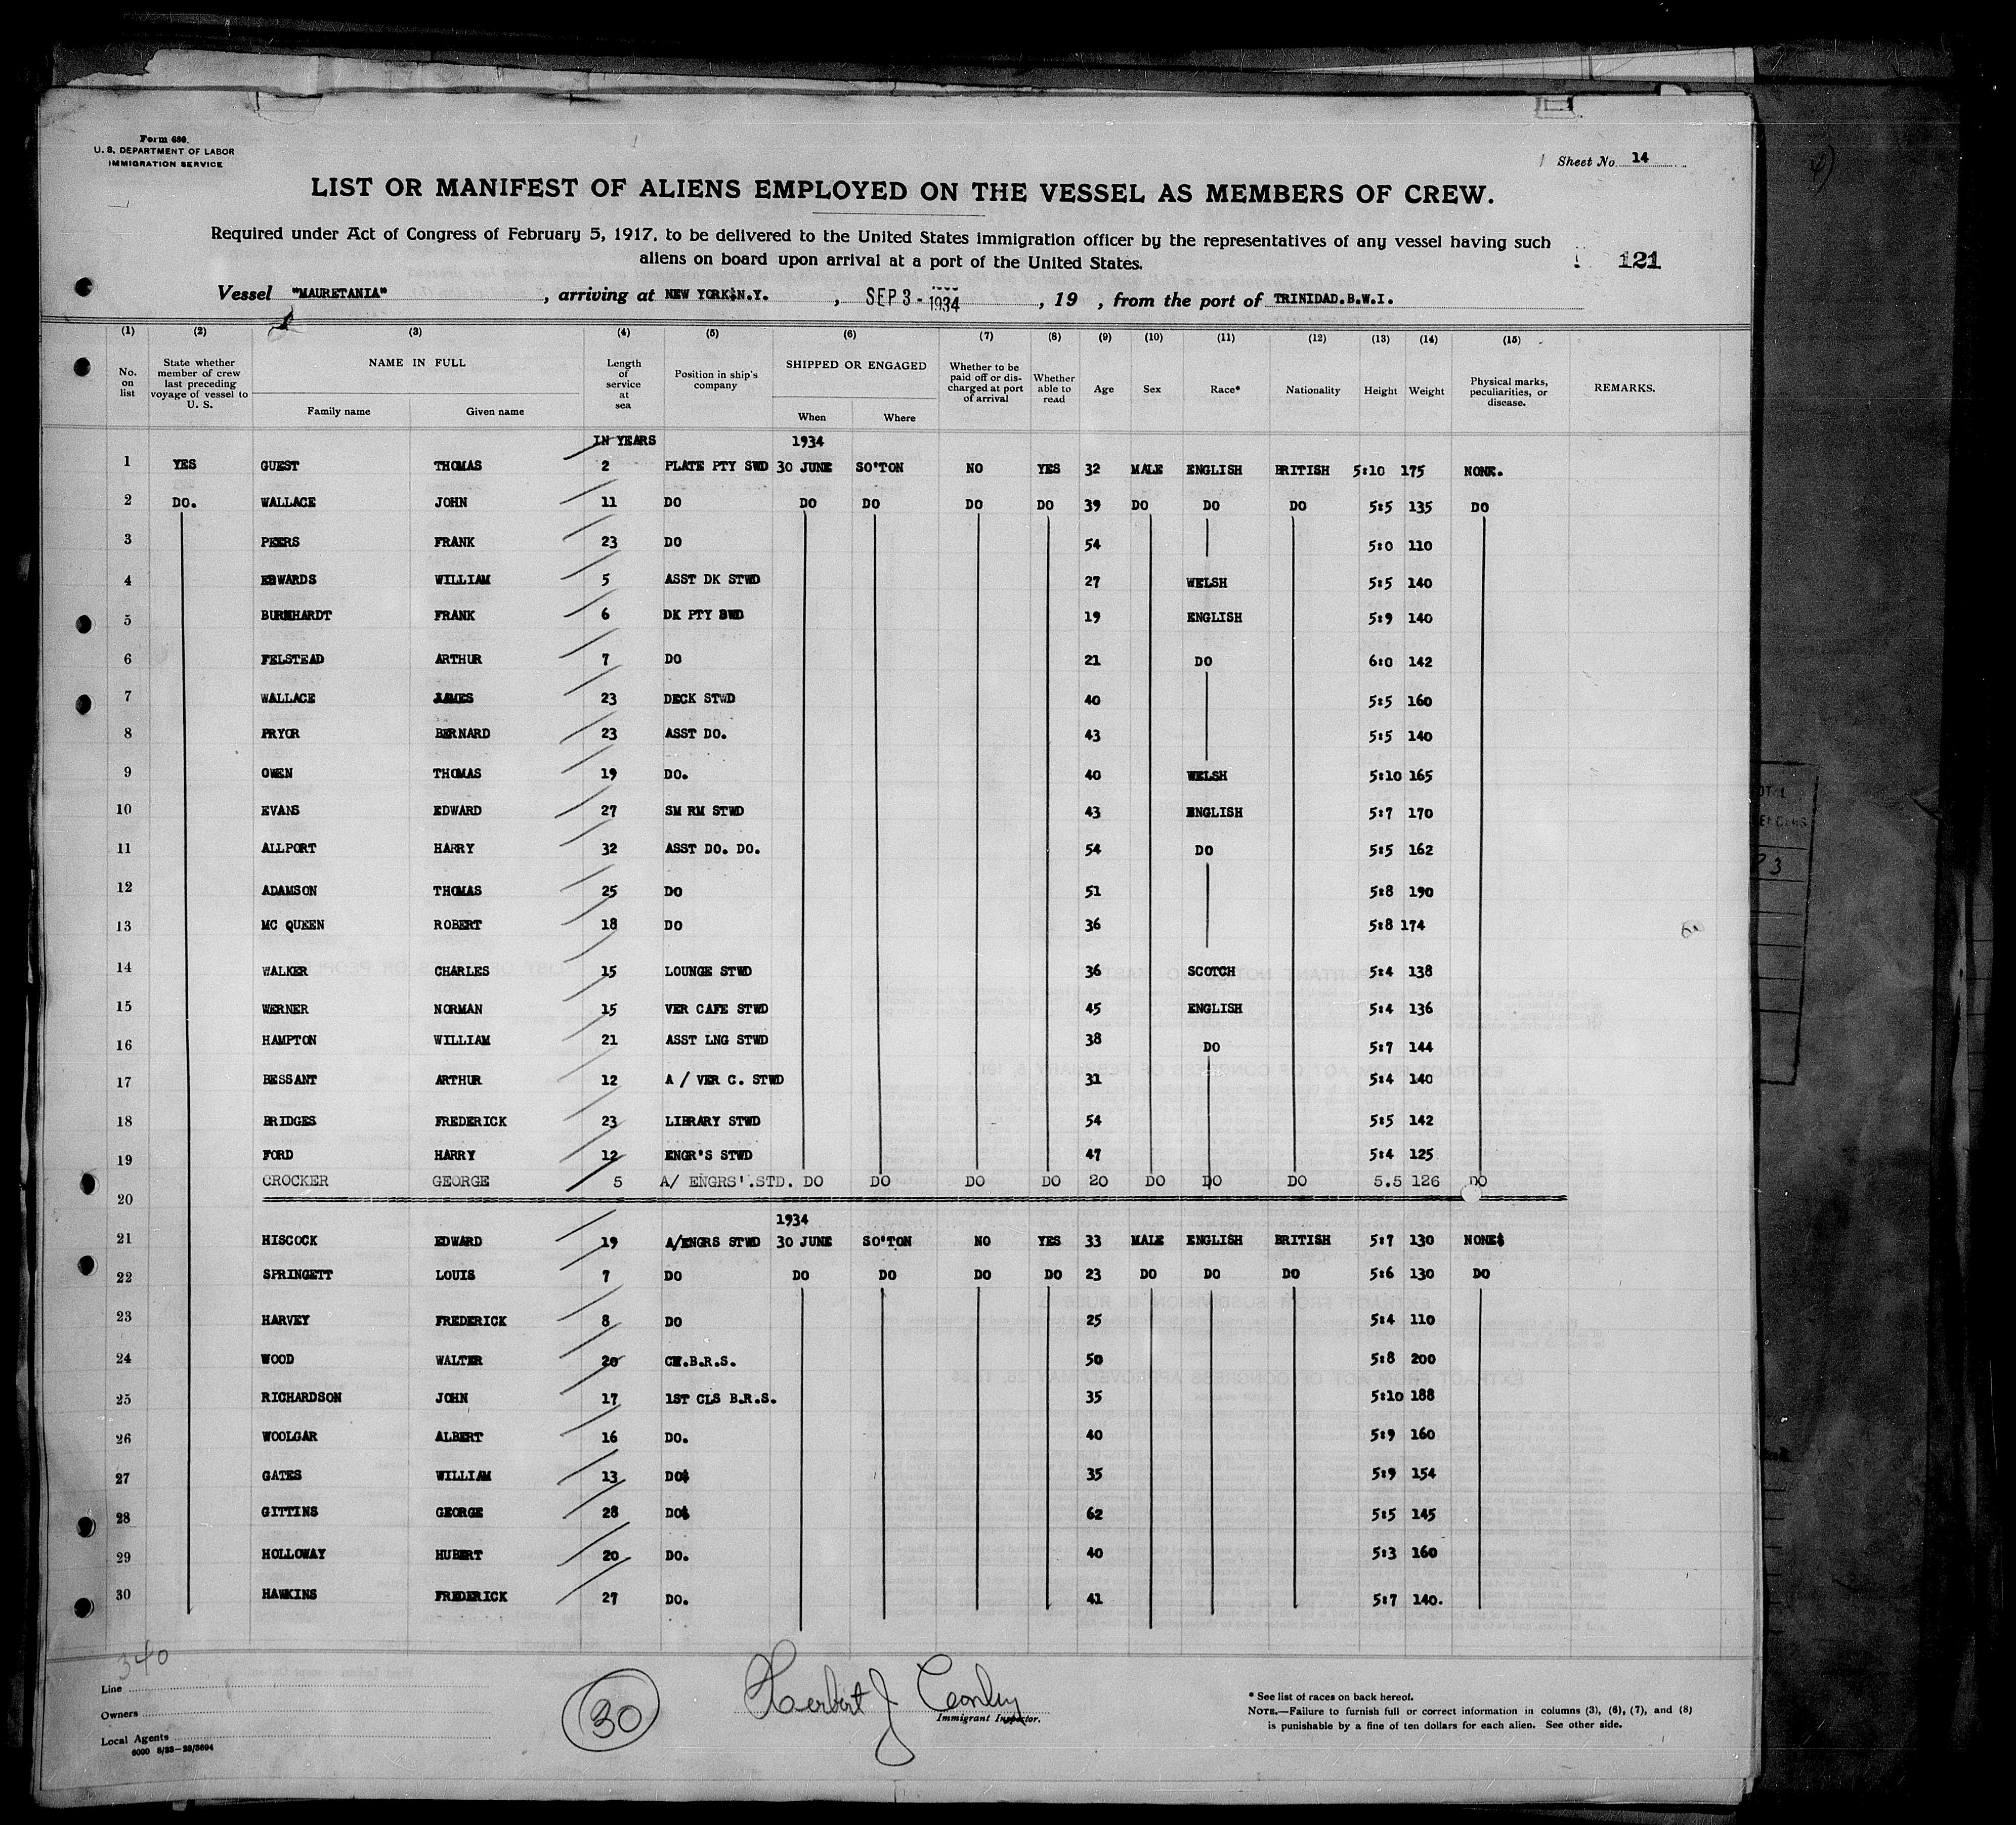 Form 680.
U. S. DEPARTMENT OF LABOR
IMMIGRATION SERVICE
Sheet No 14
LIST OR MANIFEST OF ALIENS EMPLOYED ON THE VESSEL AS MEMBERS OF CREW.
Required under Act of Congress of February 5, 1917, to be delivered to the United States immigration officer by the representatives of any vessel having such
aliens on board upon arrival at a port of the United States.
121
Vessel "MAURETANIA", arriving at NEW YORK.N.Y., SEP 3 - 1934, 19 , from the port of TRINIDAD.B.W.I.
(1) (2) (3) (4) (5) (6) (7) (8) (9) (10) (11) (12) (13) (14) (15)
No. on list
State whether member of crew last preceding voyage of vessel to U. S.
NAME IN FULL
Family name Given name
Length of service at sea
Position in ship's company
SHIPPED OR ENGAGED
When Where
Whether to be paid off or discharged at port of arrival
Whether able to read
Age
Sex
Race*
Nationality
Height
Weight
Physical marks, peculiarities, or disease.
REMARKS.
IN YEARS 1934
1 YES GUEST THOMAS 2 PLATE PTY SWD 30 JUNE SO'TON NO YES 32 MALE ENGLISH BRITISH 5:10 175 NONE.
2 DO. WALLACE JOHN 11 DO DO DO DO DO 39 DO DO DO 5:5 135 DO
3 PEERS FRANK 23 DO 54 5:0 110
4 EDWARDS WILLIAM 5 ASST DK STWD 27 WELSH 5:5 140
5 BURNHARDT FRANK 6 DK PTY SWD 19 ENGLISH 5:9 140
6 FELSTEAD ARTHUR 7 DO 21 DO 6:0 142
7 WALLACE JAMES 23 DECK STWD 40 5:5 160
8 PRYOR BERNARD 23 ASST DO. 43 5:5 140
9 OWEN THOMAS 19 DO. 40 WELSH 5:10 165
10 EVANS EDWARD 27 SM RM STWD 43 ENGLISH 5:7 170
11 ALLPORT HARRY 32 ASST DO. DO. 54 DO 5:5 162
12 ADAMSON THOMAS 25 DO 51 5:8 190
13 MC QUEEN ROBERT 18 DO 36 5:8 174
14 WALKER CHARLES 15 LOUNGE STWD 36 SCOTCH 5:4 138
15 WERNER NORMAN 15 VER CAFE STWD 45 ENGLISH 5:4 136
16 HAMPTON WILLIAM 21 ASST LNG STWD 38 DO 5:7 144
17 BESSANT ARTHUR 12 A / VER C. STWD 31 5:4 140
18 BRIDGES FREDERICK 23 LIBRARY STWD 54 5:5 142
19 FORD HARRY 12 ENGR'S STWD 47 5:4 125
20 CROCKER GEORGE 5 A/ ENGRS'.STD. DO DO DO DO 20 DO DO DO 5.5 126 DO
1934
21 HISCOCK EDWARD 19 A/ENGRS STWD 30 JUNE SO'TON NO YES 33 MALE ENGLISH BRITISH 5:7 130 NONE
22 SPRINGETT LOUIS 7 DO DO DO DO DO 23 DO DO DO 5:6 130 DO
23 HARVEY FREDERICK 8 DO 25 5:4 110
24 WOOD WALTER 20 CH.B.R.S. 50 5:8 200
25 RICHARDSON JOHN 17 1ST CLS B.R.S. 35 5:10 188
26 WOOLGAR ALBERT 16 DO. 40 5:9 160
27 GATES WILLIAM 13 DO. 35 5:9 154
28 GITTINS GEORGE 28 DO. 62 5:5 145
29 HOLLOWAY HUBERT 20 DO. 40 5:3 160
30 HAWKINS FREDERICK 27 DO. 41 5:7 140.
340
Line
Owners
Local Agents
6000 8/33-29/3694
30
Herbert J Conley
Immigrant Inspector.
* See list of races on back hereof.
NOTE.—Failure to furnish full or correct information in columns (3), (6), (7), and (8)
is punishable by a fine of ten dollars for each alien. See other side.